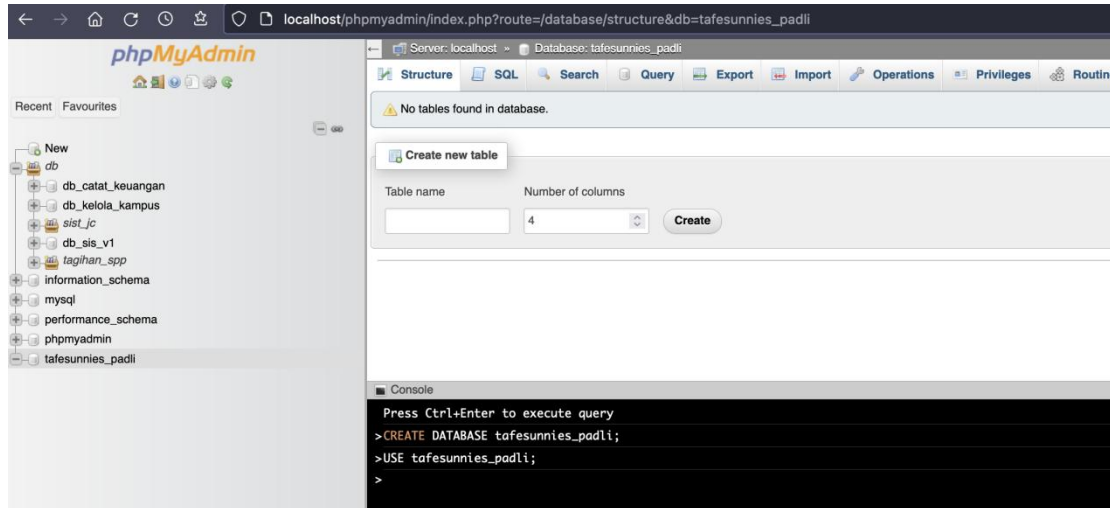 localhost/phpmyadmin/index.php?route=/database/structure&db=tafesunnies_padli
phpMyAdmin
Recent Favourites
New
db
db_catat_keuangan
db_kelola_kampus
sist_jc
db_sis_v1
tagihan_spp
information_schema
mysql
performance_schema
phpmyadmin
tafesunnies_padli
Server: localhost » Database: tafesunnies_padli
Structure SQL Search Query Export Import Operations Privileges Routin
No tables found in database.
Create new table
Table name Number of columns
4 Create
Console
Press Ctrl+Enter to execute query
>CREATE DATABASE tafesunnies_padli;
>USE tafesunnies_padli;
>